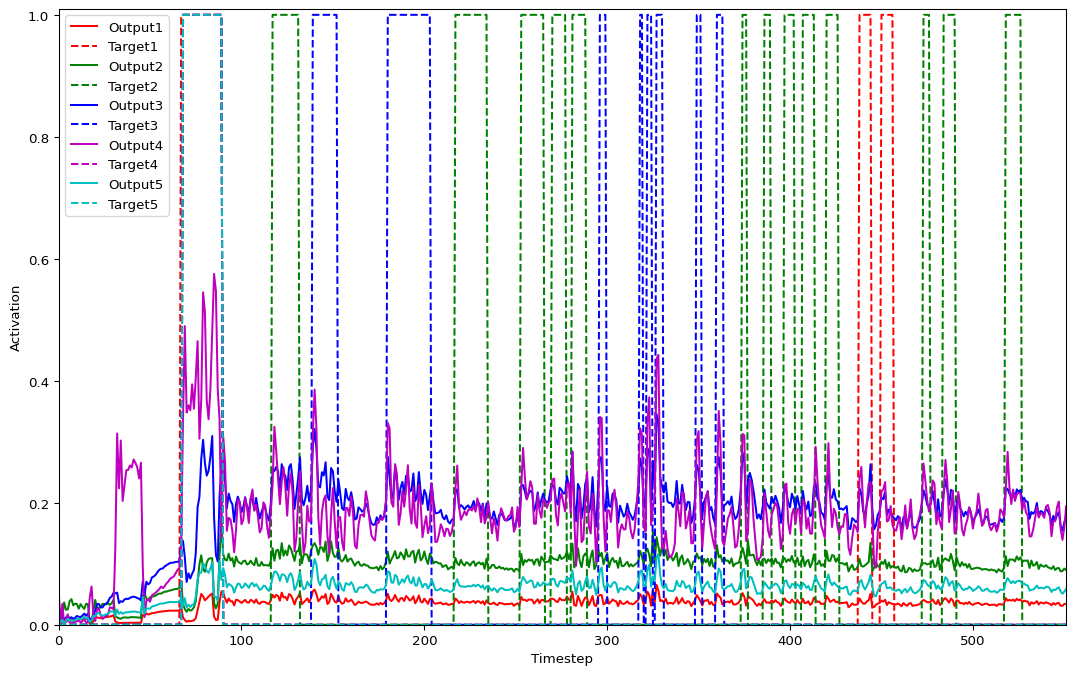 1.0
0.8
0.6
0.4
0.2
0.0
Activation
Output1
Target1
Output2
Target2
Output3
Target3
Output4
Target4
Output5
Target5
0
100
200
300
400
500
Timestep